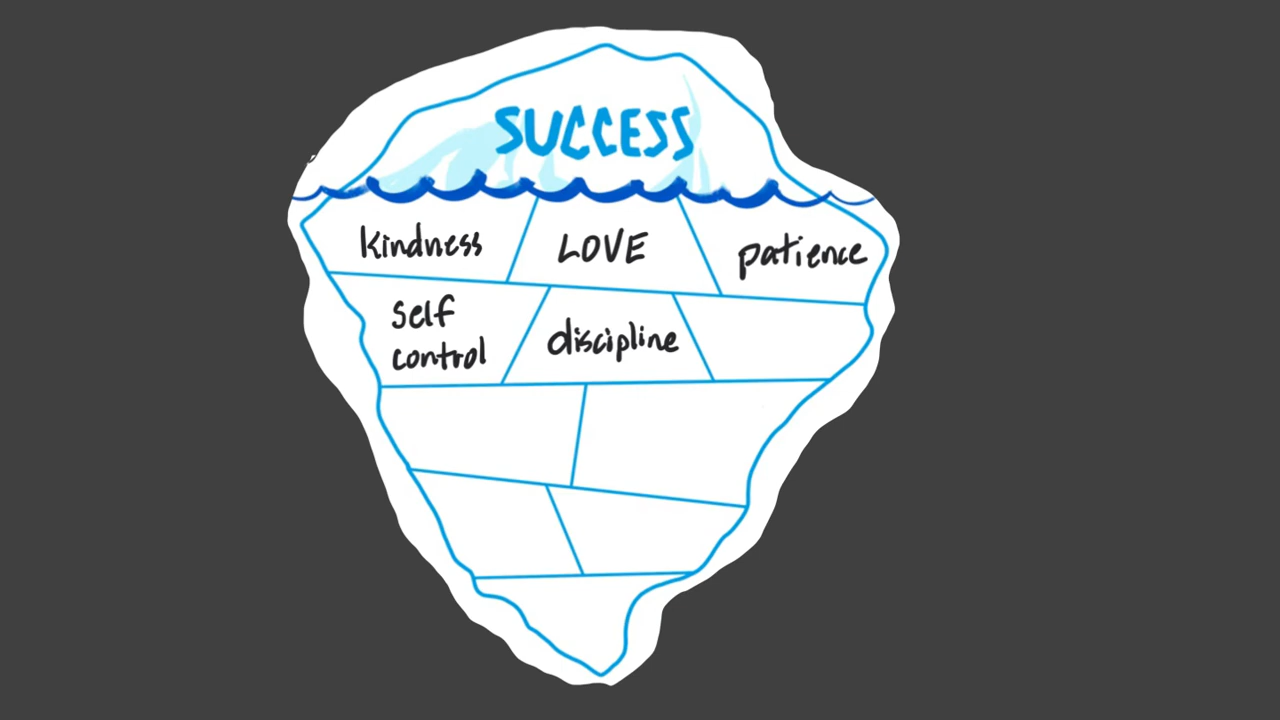 SUCCESS
kindness LOVE patience
Self
control
discipline